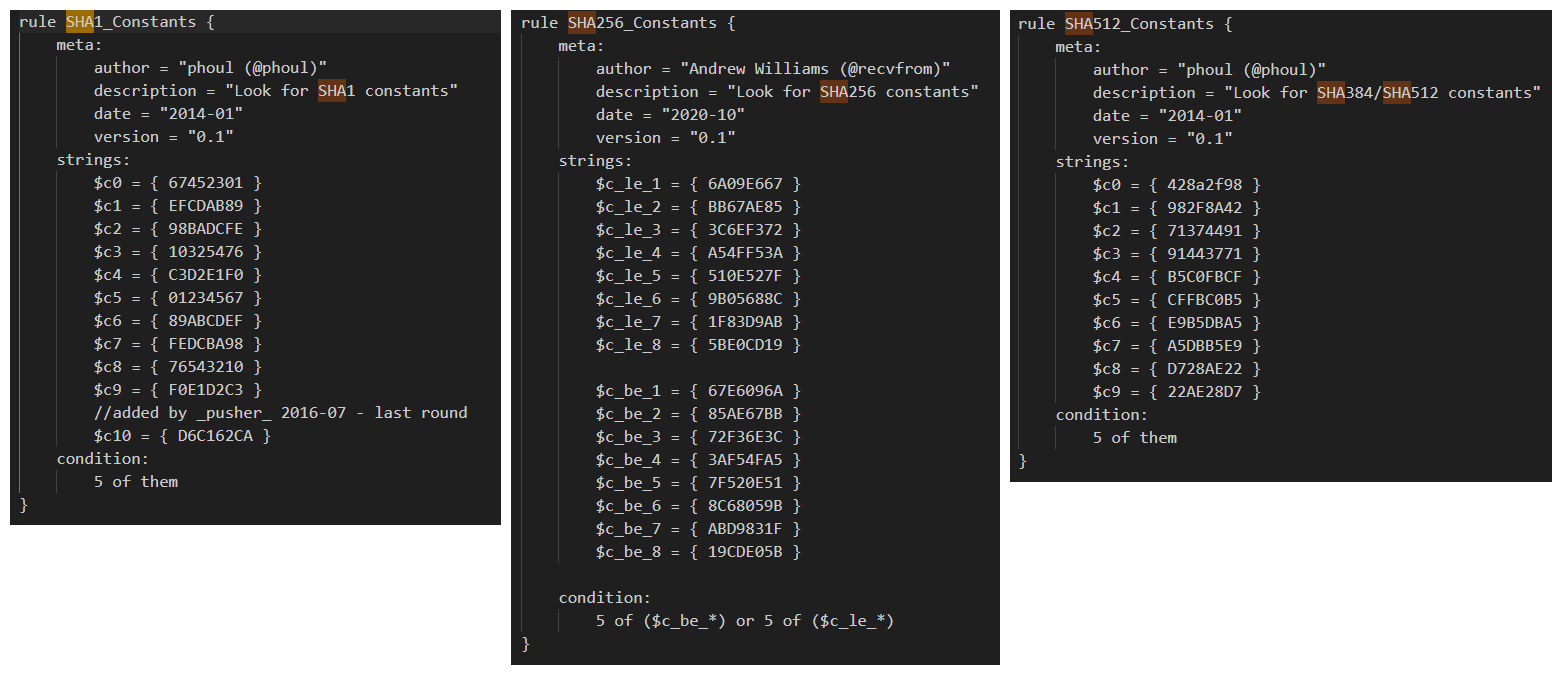 rule SHA1_Constants {
meta:
author = "phoul (@phoul)"
description = "Look for SHA1 constants"
date = "2014-01"
version = "0.1"
strings:
$c0 = { 67452301 }
$c1 = { EFCDAB89 }
$c2 = { 98BADCFE }
$c3 = { 10325476 }
$c4 = { C3D2E1F0 }
$c5 = { 01234567 }
$c6 = { 89ABCDEF }
$c7 = { FEDCBA98 }
$c8 = { 76543210 }
$c9 = { F0E1D2C3 }
//added by _pusher_ 2016-07 - last round
$c10 = { D6C162CA }
condition:
5 of them
}
rule SHA256_Constants {
meta:
author = "Andrew Williams (@recvfrom)"
description = "Look for SHA256 constants"
date = "2020-10"
version = "0.1"
strings:
$c_le_1 = { 6A09E667 }
$c_le_2 = { BB67AE85 }
$c_le_3 = { 3C6EF372 }
$c_le_4 = { A54FF53A }
$c_le_5 = { 510E527F }
$c_le_6 = { 9B05688C }
$c_le_7 = { 1F83D9AB }
$c_le_8 = { 5BE0CD19 }
$c_be_1 = { 67E6096A }
$c_be_2 = { 85AE67BB }
$c_be_3 = { 72F36E3C }
$c_be_4 = { 3AF54FA5 }
$c_be_5 = { 7F520E51 }
$c_be_6 = { 8C68059B }
$c_be_7 = { ABD9831F }
$c_be_8 = { 19CDE05B }
condition:
5 of ($c_be_*) or 5 of ($c_le_*)
}
rule SHA512_Constants {
meta:
author = "phoul (@phoul)"
description = "Look for SHA384/SHA512 constants"
date = "2014-01"
version = "0.1"
strings:
$c0 = { 428a2f98 }
$c1 = { 982F8A42 }
$c2 = { 71374491 }
$c3 = { 91443771 }
$c4 = { B5C0FBCF }
$c5 = { CFFBC0B5 }
$c6 = { E9B5DBA5 }
$c7 = { A5DBB5E9 }
$c8 = { D728AE22 }
$c9 = { 22AE28D7 }
condition:
5 of them
}